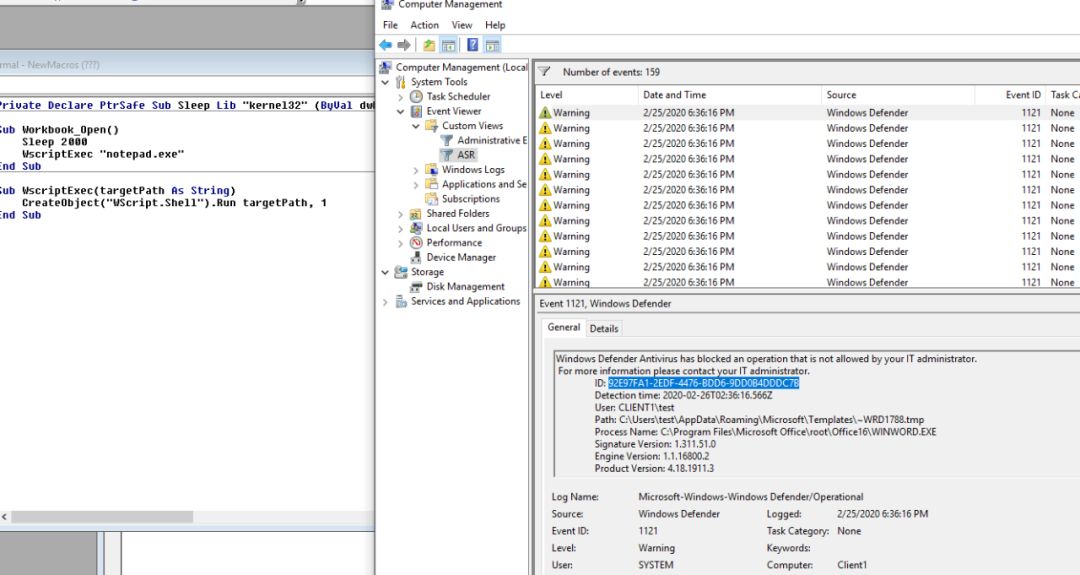 rmal - NewMacros (???)
Private Declare PtrSafe Sub Sleep Lib "kernel32" (ByVal dw
Sub Workbook_Open()
Sleep 2000
WscriptExec "notepad.exe"
End Sub
Sub WscriptExec(targetPath As String)
CreateObject("WScript.Shell").Run targetPath, 1
End Sub
Computer Management
File Action View Help
Computer Management (Local
System Tools
Task Scheduler
Event Viewer
Custom Views
Administrative E
ASR
Windows Logs
Applications and Se
Subscriptions
Shared Folders
Local Users and Groups
Performance
Device Manager
Storage
Disk Management
Services and Applications
Number of events: 159
Level Date and Time Source Event ID Task Ca
Warning 2/25/2020 6:36:16 PM Windows Defender 1121 None
Warning 2/25/2020 6:36:16 PM Windows Defender 1121 None
Warning 2/25/2020 6:36:16 PM Windows Defender 1121 None
Warning 2/25/2020 6:36:16 PM Windows Defender 1121 None
Warning 2/25/2020 6:36:16 PM Windows Defender 1121 None
Warning 2/25/2020 6:36:16 PM Windows Defender 1121 None
Warning 2/25/2020 6:36:16 PM Windows Defender 1121 None
Warning 2/25/2020 6:36:16 PM Windows Defender 1121 None
Warning 2/25/2020 6:36:16 PM Windows Defender 1121 None
Warning 2/25/2020 6:36:16 PM Windows Defender 1121 None
Warning 2/25/2020 6:36:16 PM Windows Defender 1121 None
Warning 2/25/2020 6:36:16 PM Windows Defender 1121 None
Event 1121, Windows Defender
General Details
Windows Defender Antivirus has blocked an operation that is not allowed by your IT administrator.
For more information please contact your IT administrator.
ID: 92E97FA1-2EDF-4476-BDD6-9DD0B4DDDC7B
Detection time: 2020-02-26T02:36:16.566Z
User: CLIENT1\test
Path: C:\Users\test\AppData\Roaming\Microsoft\Templates\~WRD1788.tmp
Process Name: C:\Program Files\Microsoft Office\root\Office16\WINWORD.EXE
Signature Version: 1.311.51.0
Engine Version: 1.1.16800.2
Product Version: 4.18.1911.3
Log Name: Microsoft-Windows-Windows Defender/Operational
Source: Windows Defender Logged: 2/25/2020 6:36:16 PM
Event ID: 1121 Task Category: None
Level: Warning Keywords:
User: SYSTEM Computer: Client1